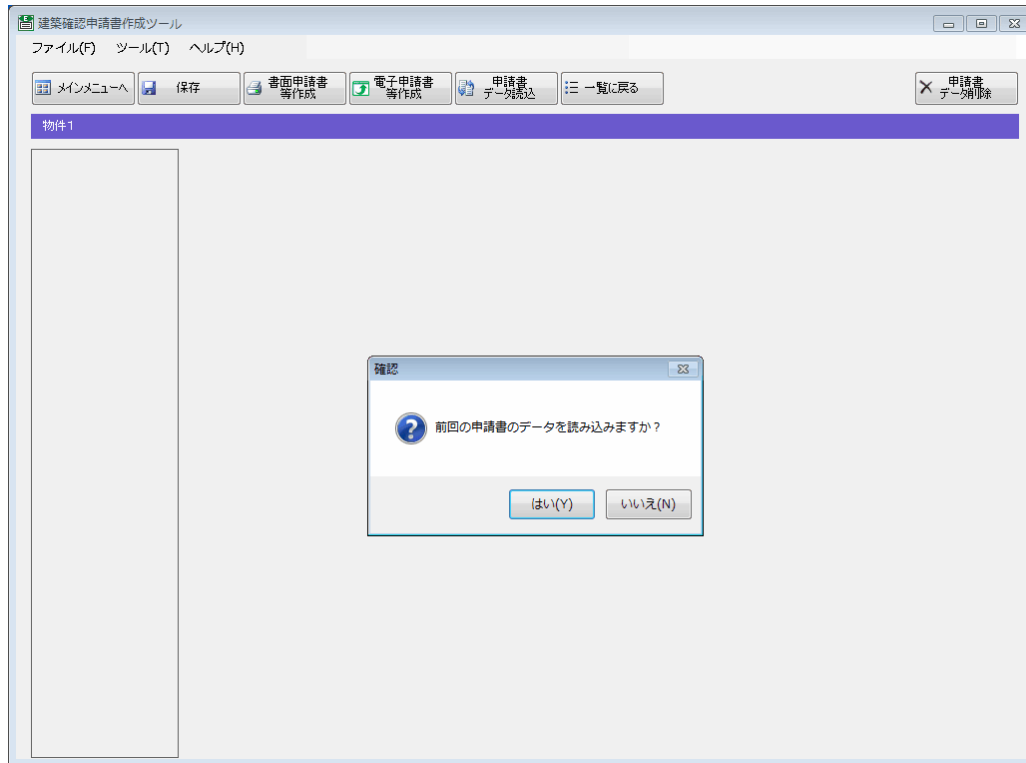 建築確認申請書作成ツール
ファイル(F) ツール(T) ヘルプ(H)
メインメニューへ
保存
書面申請書
等作成
電子申請書
等作成
申請書
データ読込
一覧に戻る
申請書
データ削除
物件1
確認
前回の申請書のデータを読み込みますか？
はい(Y) いいえ(N)